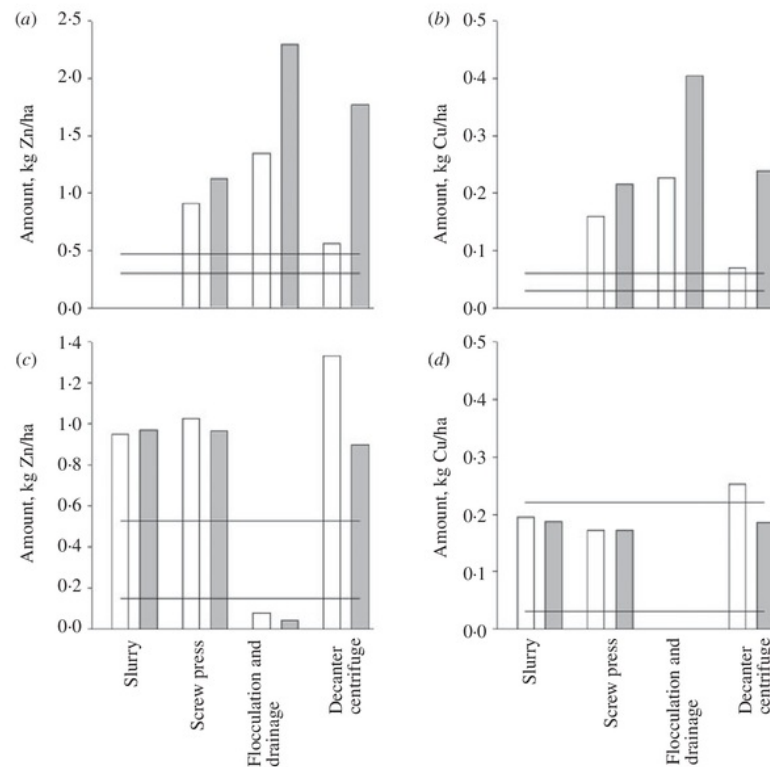 (a)
Amount, kg Zn/ha
2·5
2·0
1·5
1·0
0·5
0·0
(b)
Amount, kg Cu/ha
0·5
0·4
0·3
0·2
0·1
0·0
(c)
Amount, kg Zn/ha
1·4
1·2
1·0
0·8
0·6
0·4
0·2
0·0
Slurry
Screw press
Flocculation and
drainage
Decanter
centrifuge
(d)
Amount, kg Cu/ha
0·5
0·4
0·3
0·2
0·1
0·0
Slurry
Screw press
Flocculation and
drainage
Decanter
centrifuge